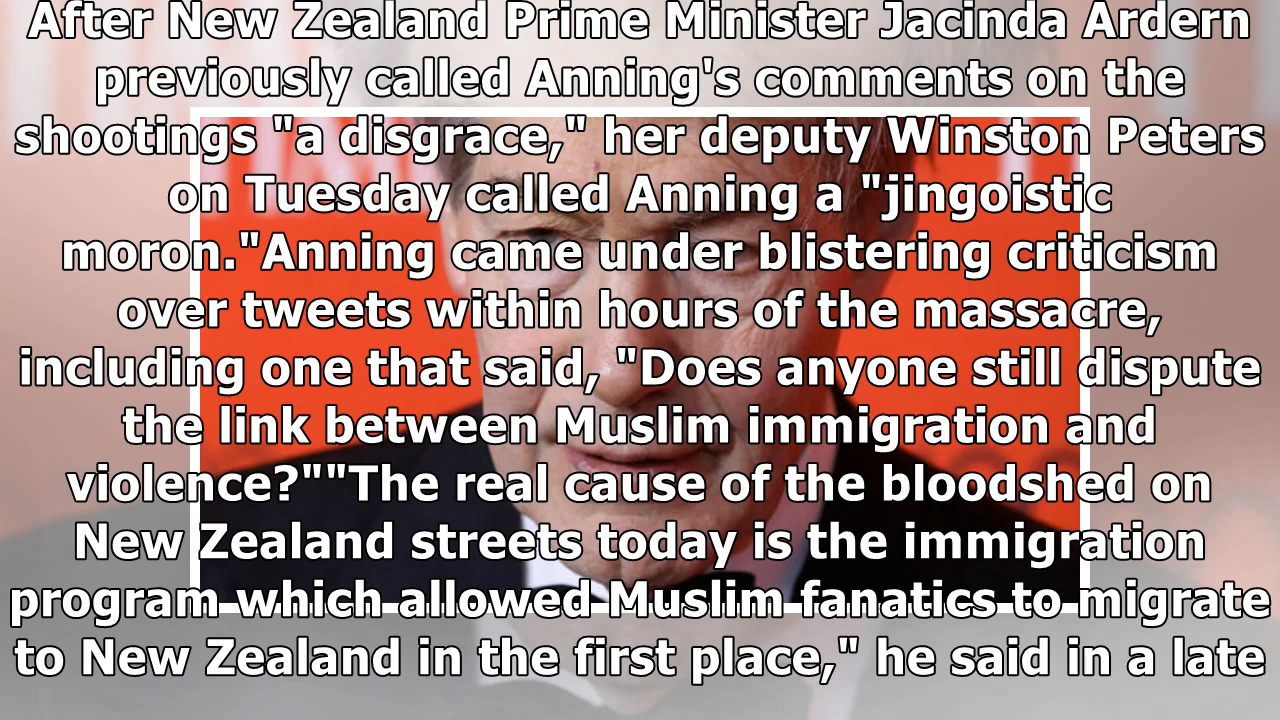 After New Zealand Prime Minister Jacinda Ardern
previously called Anning's comments on the
shootings "a disgrace," her deputy Winston Peters
on Tuesday called Anning a "jingoistic
moron."Anning came under blistering criticism
over tweets within hours of the massacre,
including one that said, "Does anyone still dispute
the link between Muslim immigration and
violence?""The real cause of the bloodshed on
New Zealand streets today is the immigration
program which allowed Muslim fanatics to migrate
to New Zealand in the first place," he said in a late